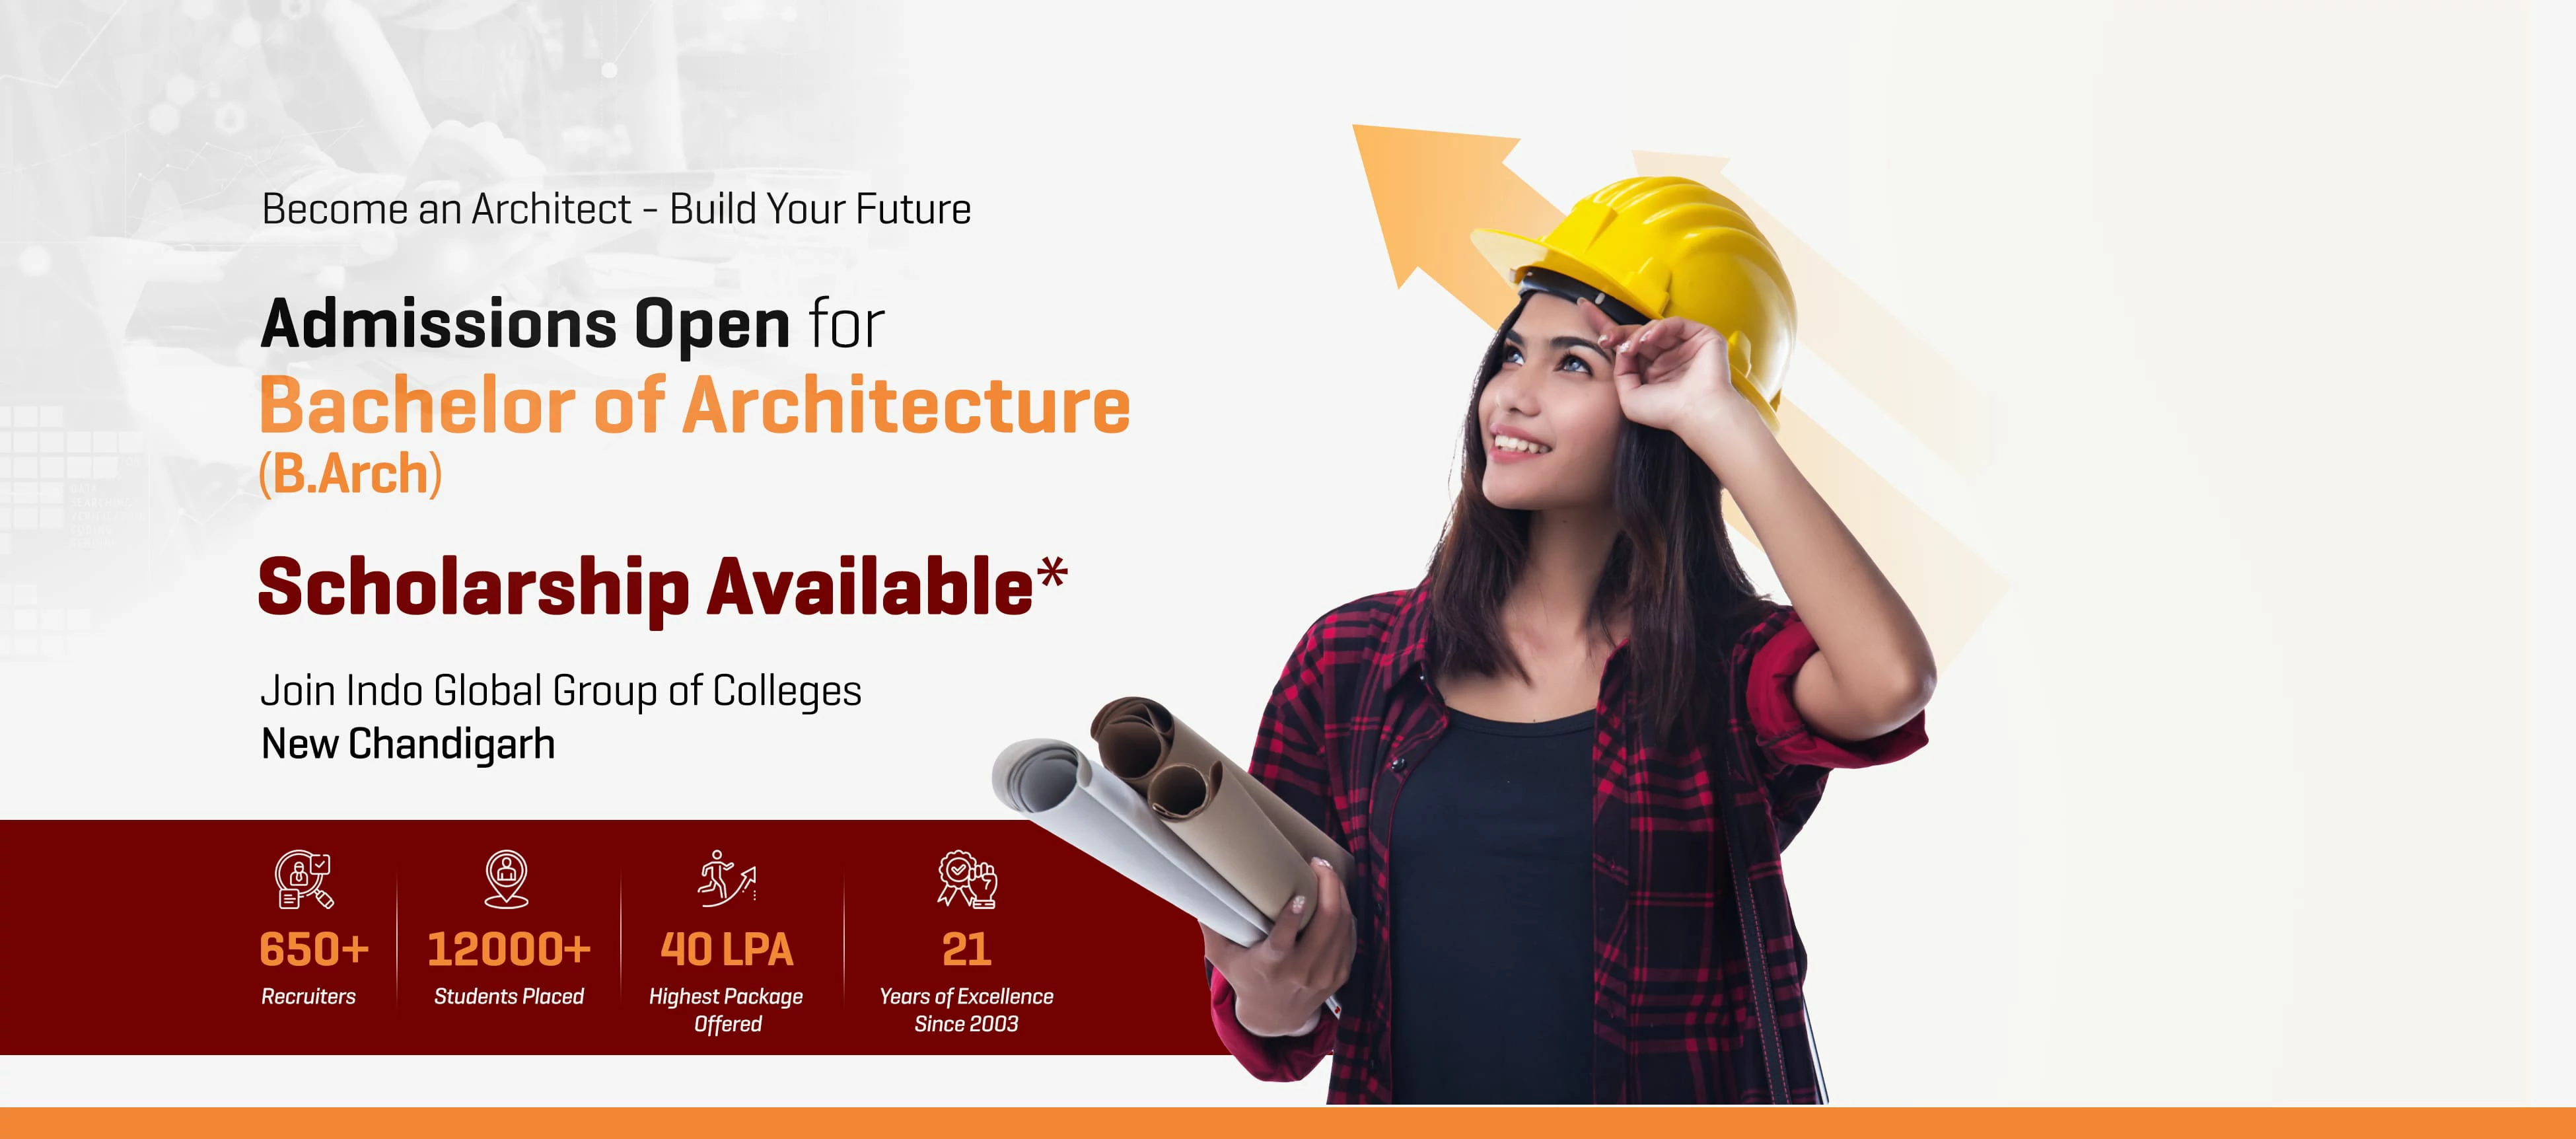 Become an Architect - Build Your Future
Admissions Open for
Bachelor of Architecture
(B.Arch)
Scholarship Available*
Join Indo Global Group of Colleges
New Chandigarh
650+
Recruiters
12000+
Students Placed
40 LPA
Highest Package
Offered
21
Years of Excellence
Since 2003